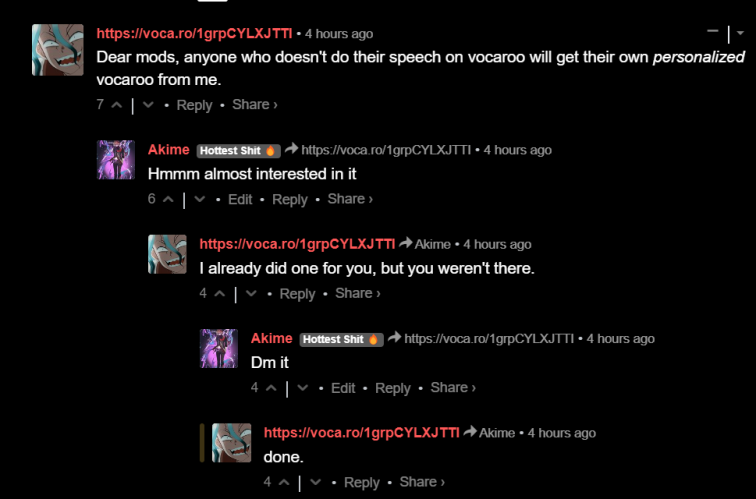 https://voca.ro/1grpCYLXJTTI • 4 hours ago
Dear mods, anyone who doesn't do their speech on vocaroo will get their own personalized
vocaroo from me.
7 | • Reply • Share ›
Akime Hottest Shit 🔥 https://voca.ro/1grpCYLXJTTI • 4 hours ago
Hmmm almost interested in it
6 | • Edit • Reply • Share ›
https://voca.ro/1grpCYLXJTTI Akime • 4 hours ago
I already did one for you, but you weren't there.
4 | • Reply • Share ›
Akime Hottest Shit 🔥 https://voca.ro/1grpCYLXJTTI • 4 hours ago
Dm it
4 | • Edit • Reply • Share ›
https://voca.ro/1grpCYLXJTTI Akime • 4 hours ago
done.
4 | • Reply • Share ›